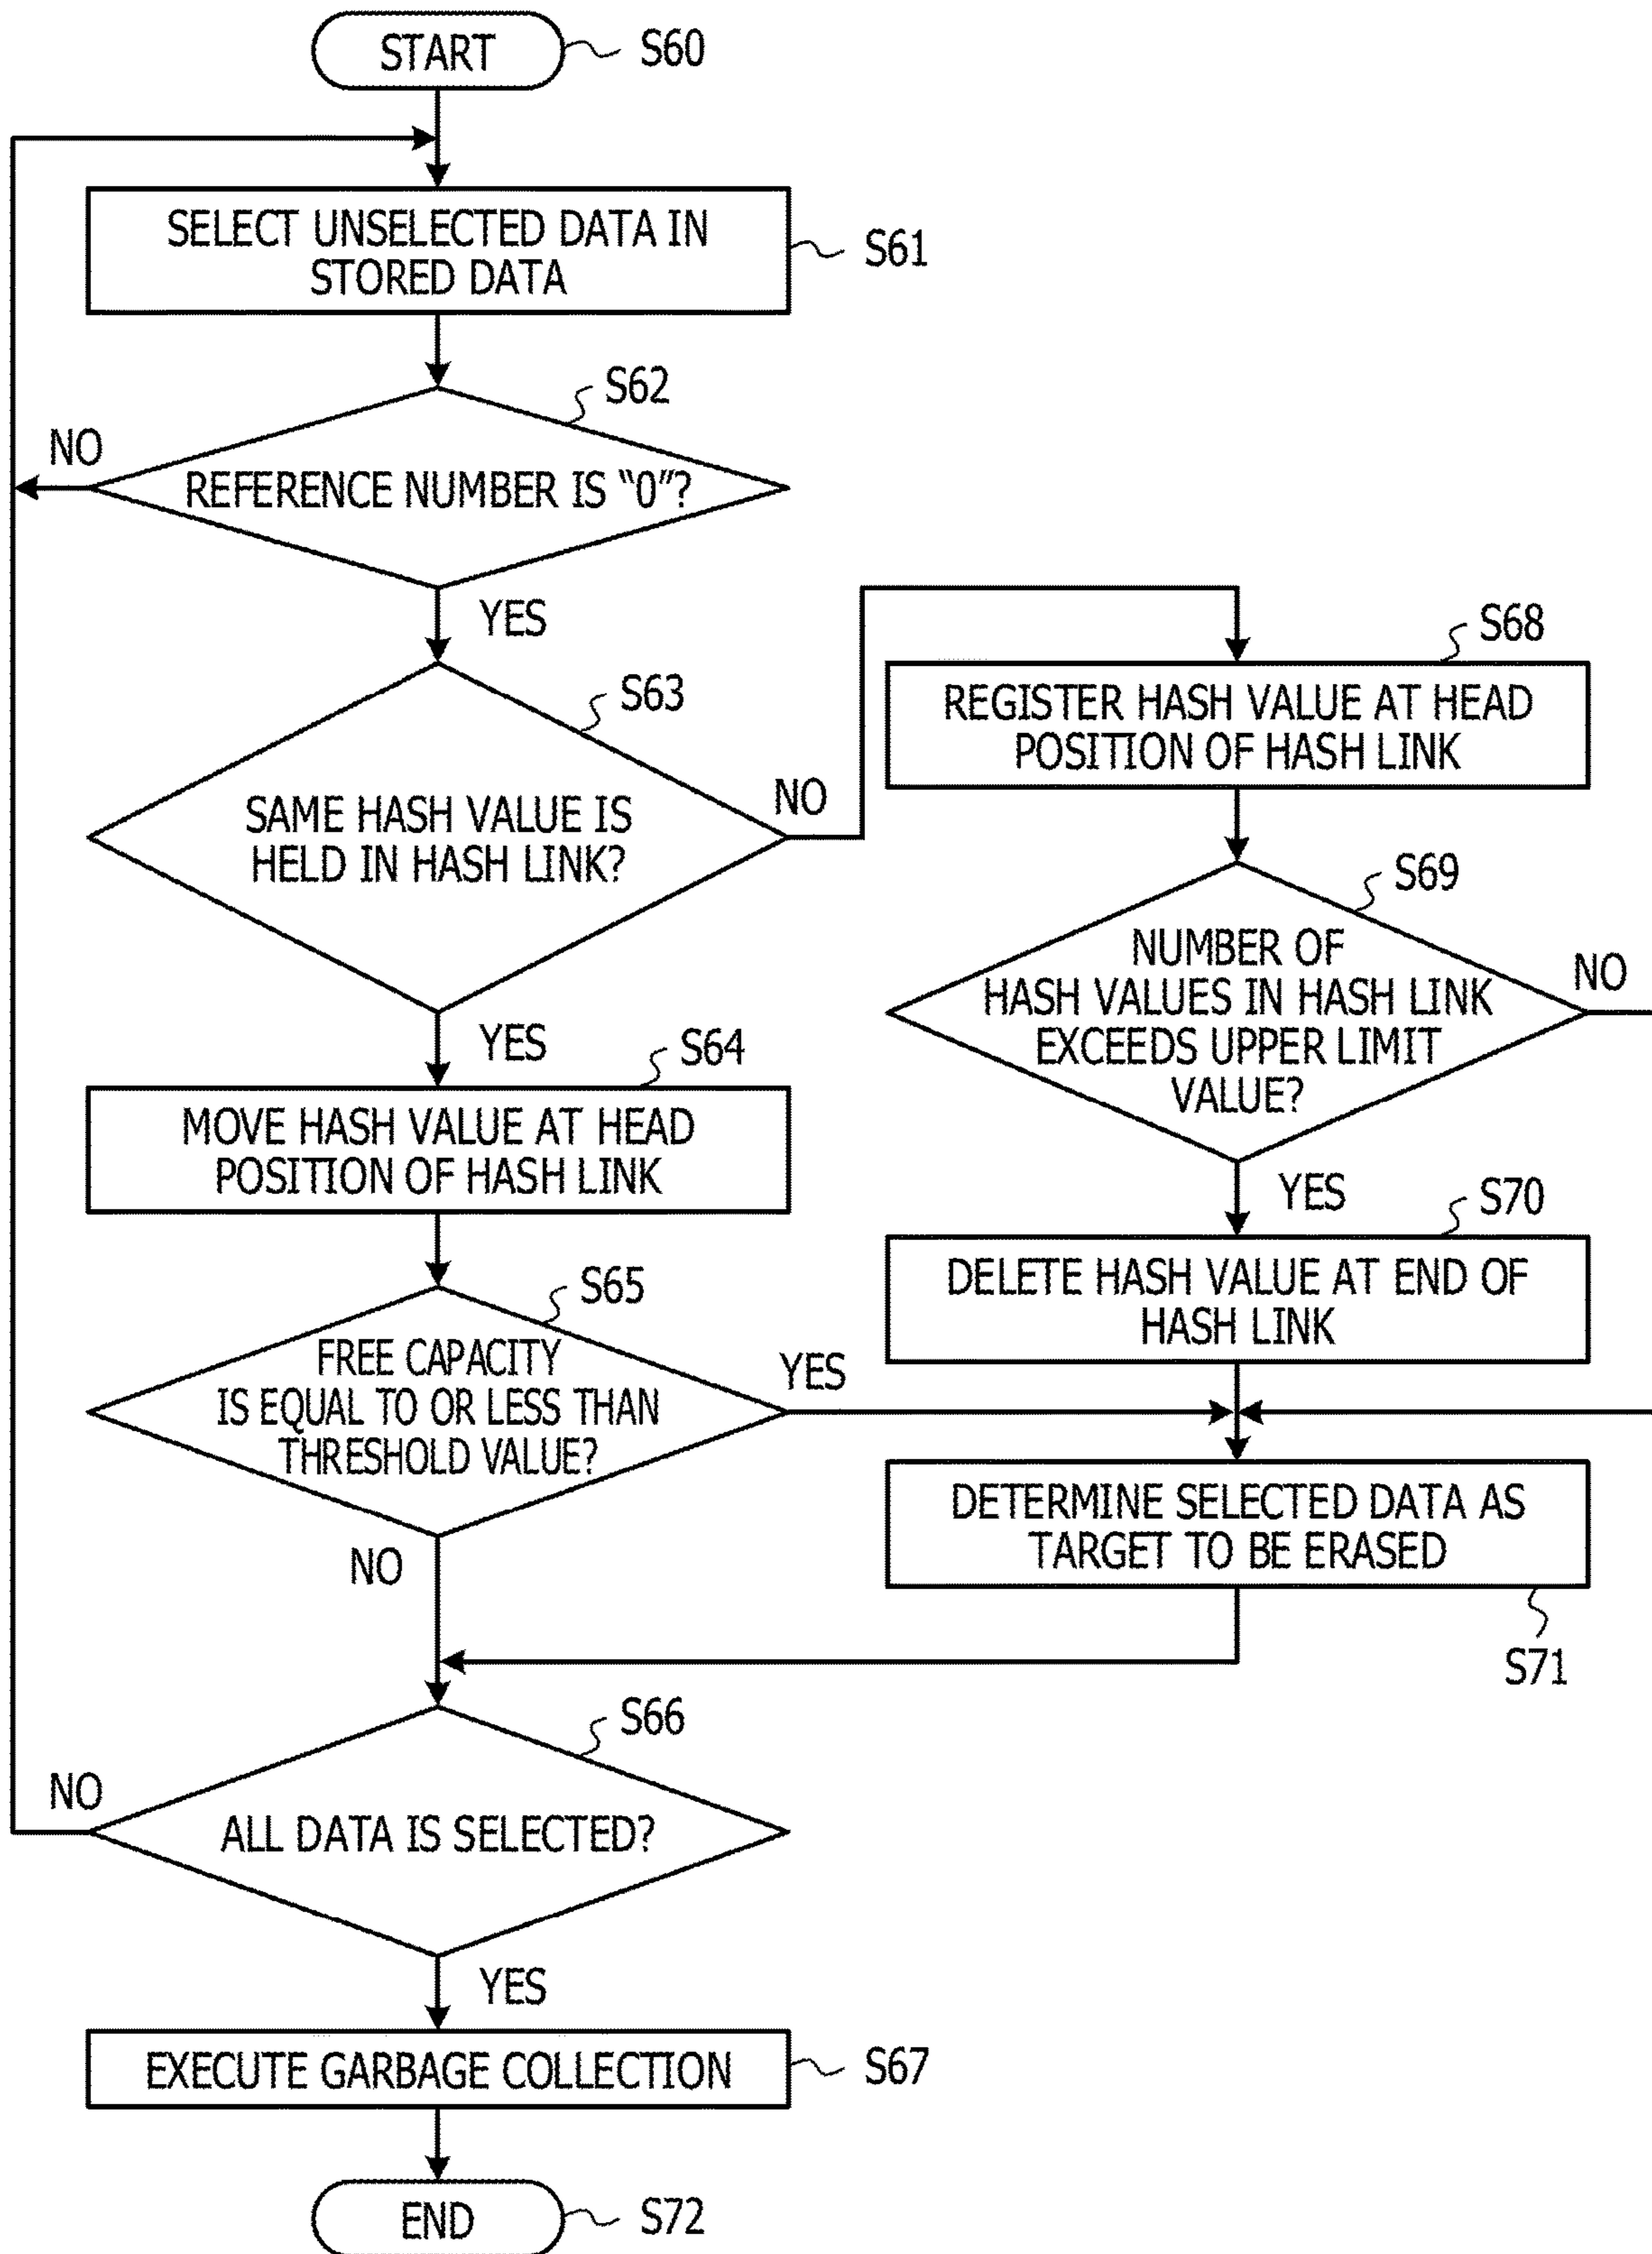 START
S60
SELECT UNSELECTED DATA IN
STORED DATA
S61
S62
NO
REFERENCE NUMBER IS “0”?
YES
S63
SAME HASH VALUE IS
HELD IN HASH LINK?
NO
YES
S64
MOVE HASH VALUE AT HEAD
POSITION OF HASH LINK
S65
FREE CAPACITY
IS EQUAL TO OR LESS THAN
THRESHOLD VALUE?
YES
NO
S68
REGISTER HASH VALUE AT HEAD
POSITION OF HASH LINK
S69
NUMBER OF
HASH VALUES IN HASH LINK
EXCEEDS UPPER LIMIT
VALUE?
NO
YES
S70
DELETE HASH VALUE AT END OF
HASH LINK
DETERMINE SELECTED DATA AS
TARGET TO BE ERASED
S71
S66
NO
ALL DATA IS SELECTED?
YES
EXECUTE GARBAGE COLLECTION
S67
END
S72